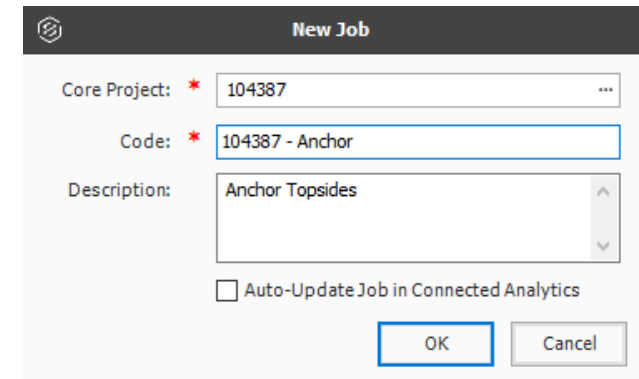 New Job
Core Project: * 104387 ...
Code: * 104387 - Anchor
Description: Anchor Topsides
Auto-Update Job in Connected Analytics
OK Cancel